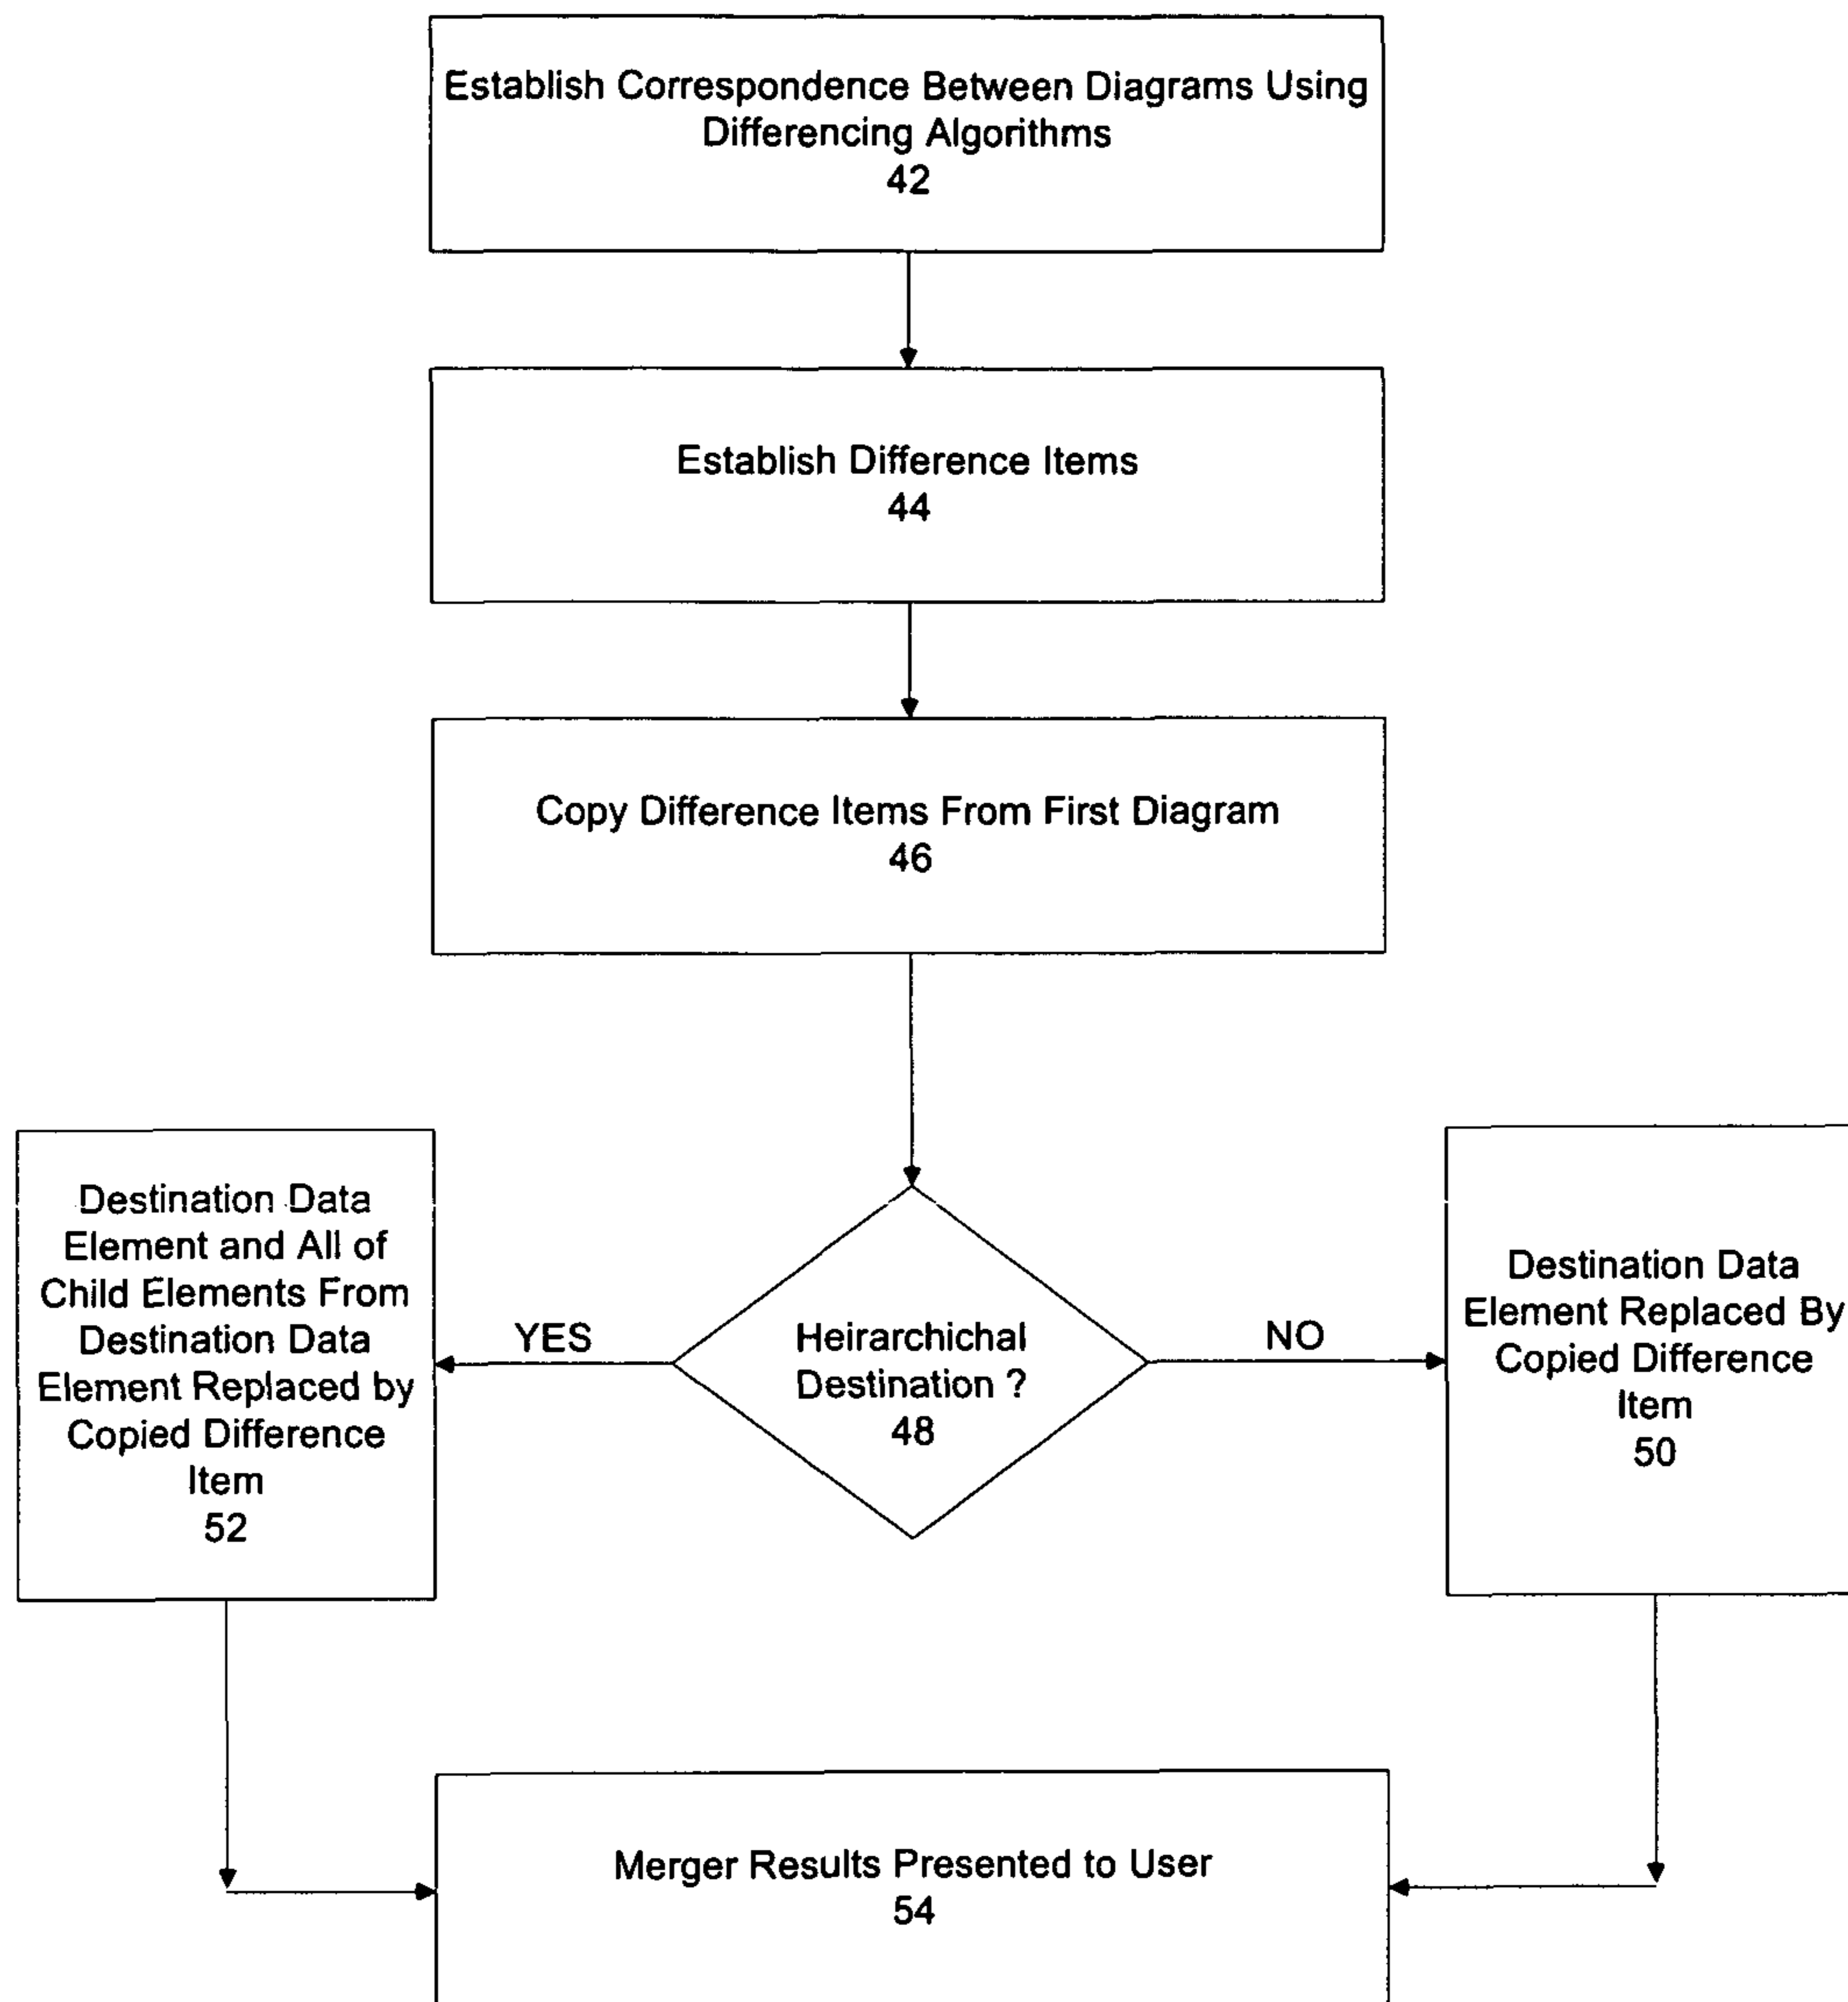 Establish Correspondence Between Diagrams Using
Differencing Algorithms
42
Establish Difference Items
44
Copy Difference Items From First Diagram
46
Destination Data
Element and All of
Child Elements From
Destination Data
Element Replaced by
Copied Difference
Item
52
YES
Heirarchichal
Destination ?
48
NO
Destination Data
Element Replaced By
Copied Difference
Item
50
Merger Results Presented to User
54